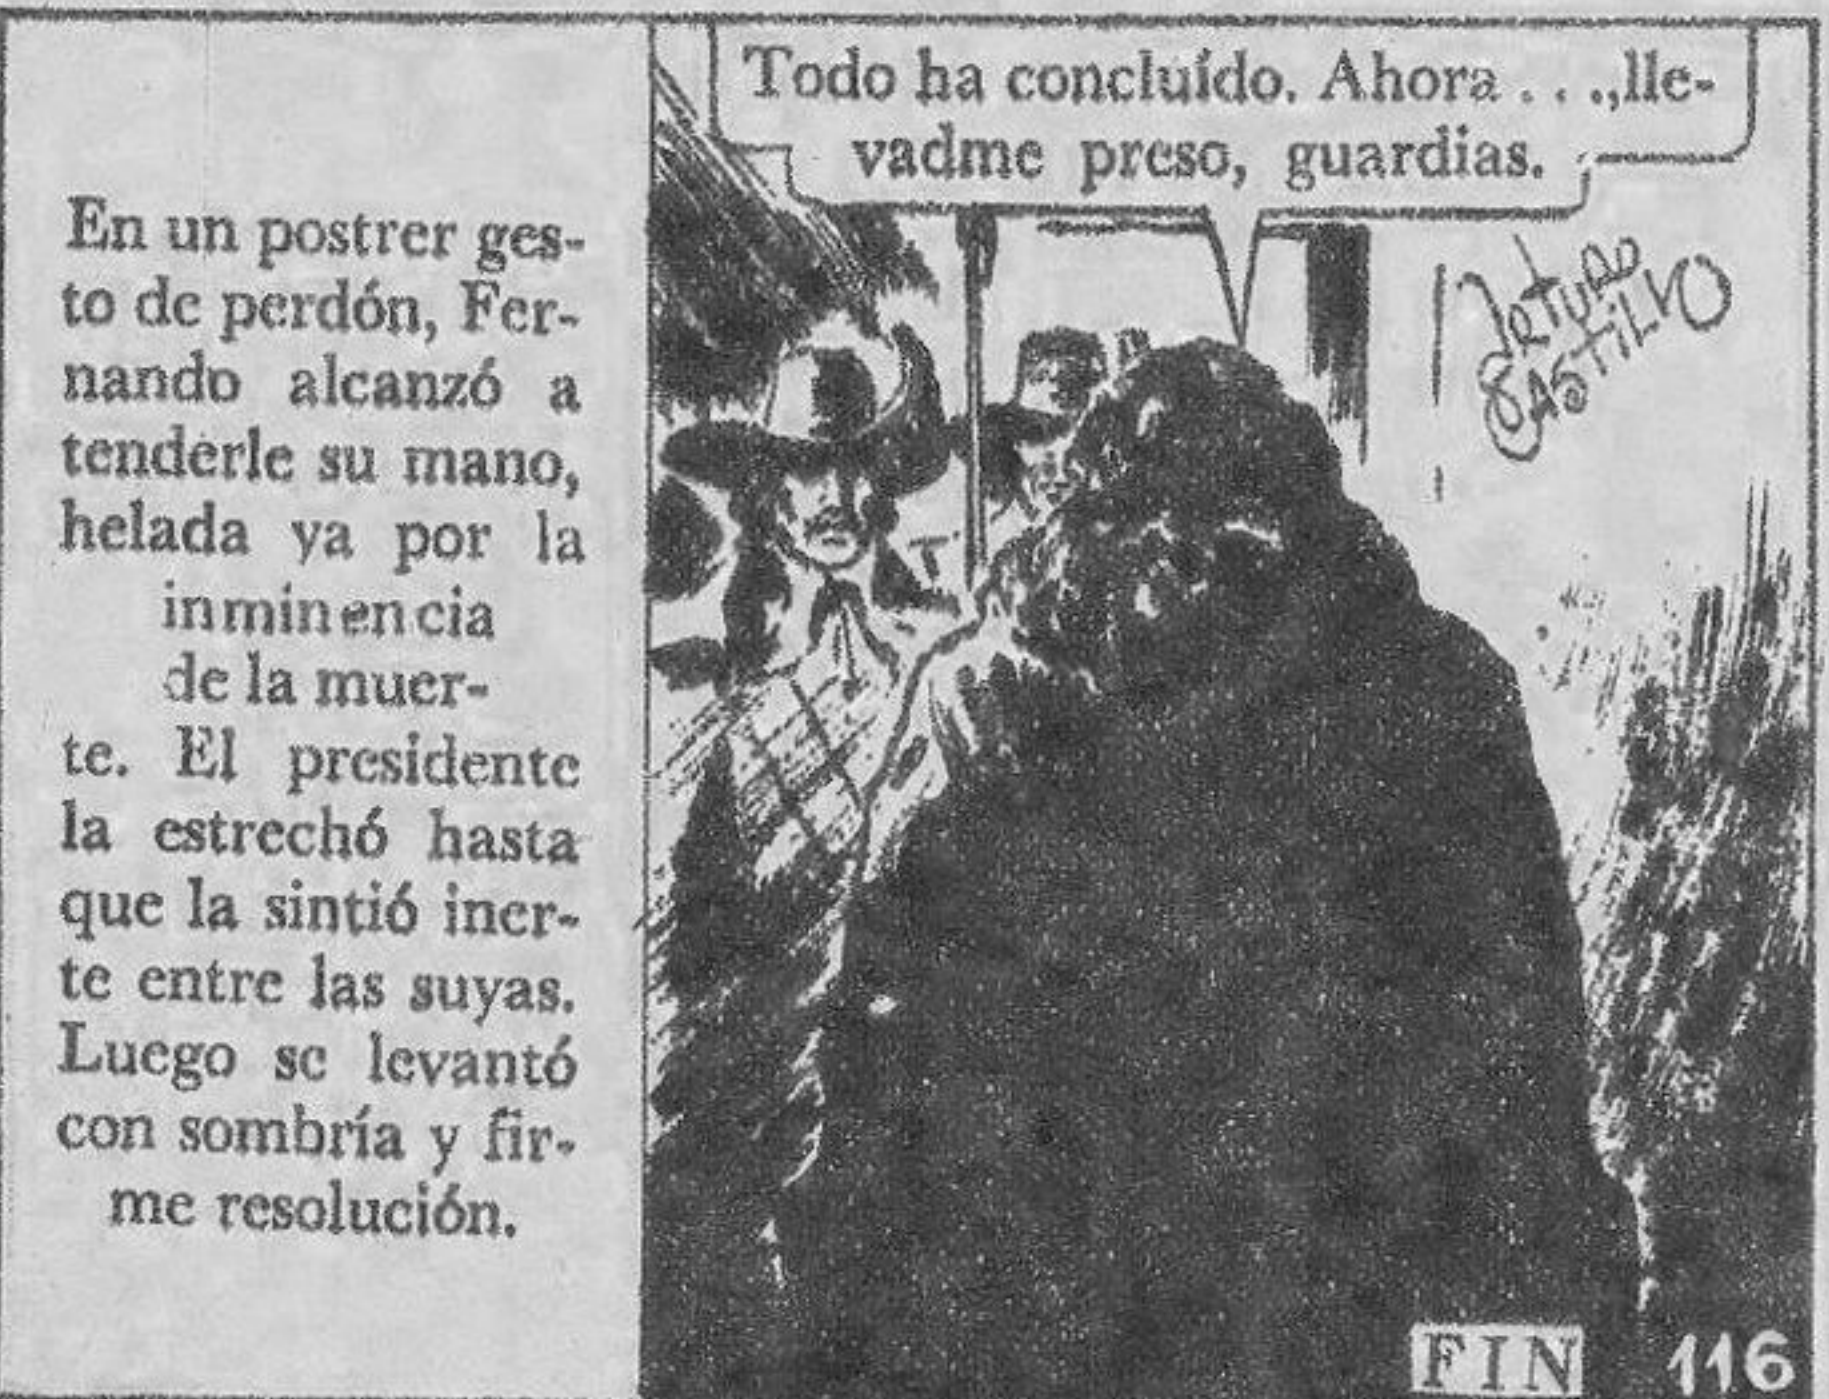 En un postrer ges-
to de perdón, Fer-
nando alcanzó a
tenderle su mano,
helada ya por la
inminencia
de la muer-
te. El presidente
la estrechó hasta
que la sintió iner-
te entre las suyas.
Luego se levantó
con sombría y fir-
me resolución.
Todo ha concluído. Ahora . . .,lle-
vadme preso, guardias.
Arturo
CASTILLO
FIN 116